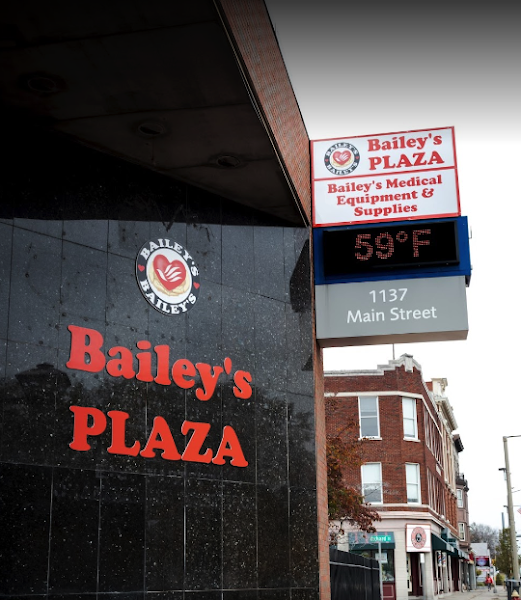 BAILEY'S
BAILEY'S
Bailey's
PLAZA
BAILEY'S
BAILEY'S
Bailey's
PLAZA
Bailey's Medical
Equipment &
Supplies
59°F
1137
Main Street